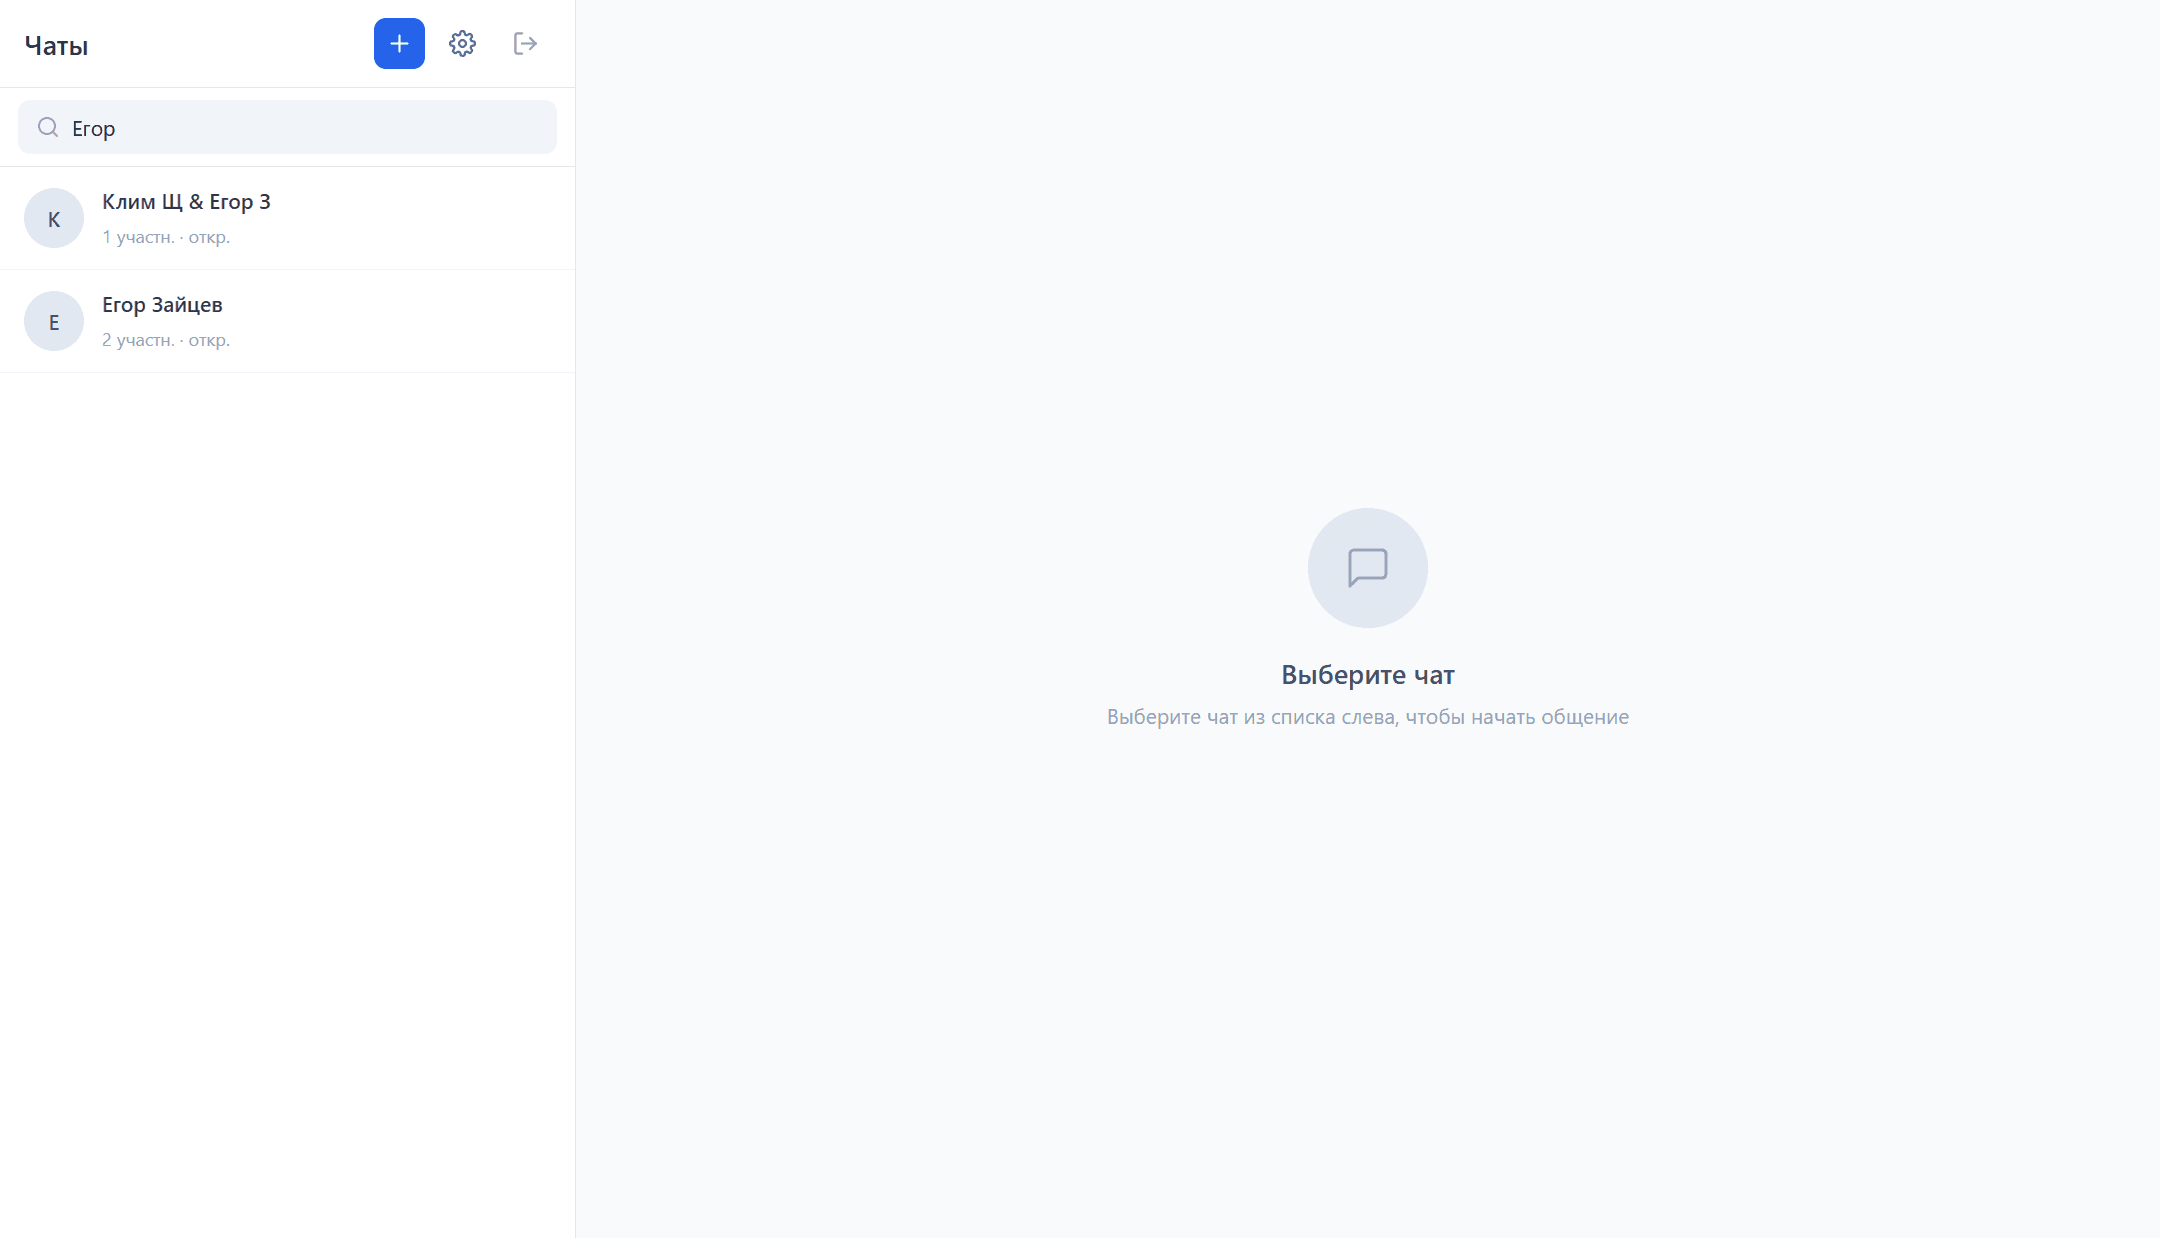 Чаты
Егор
К
Клим Щ & Егор З
1 участн. · откр.
Е
Егор Зайцев
2 участн. · откр.
Выберите чат
Выберите чат из списка слева, чтобы начать общение